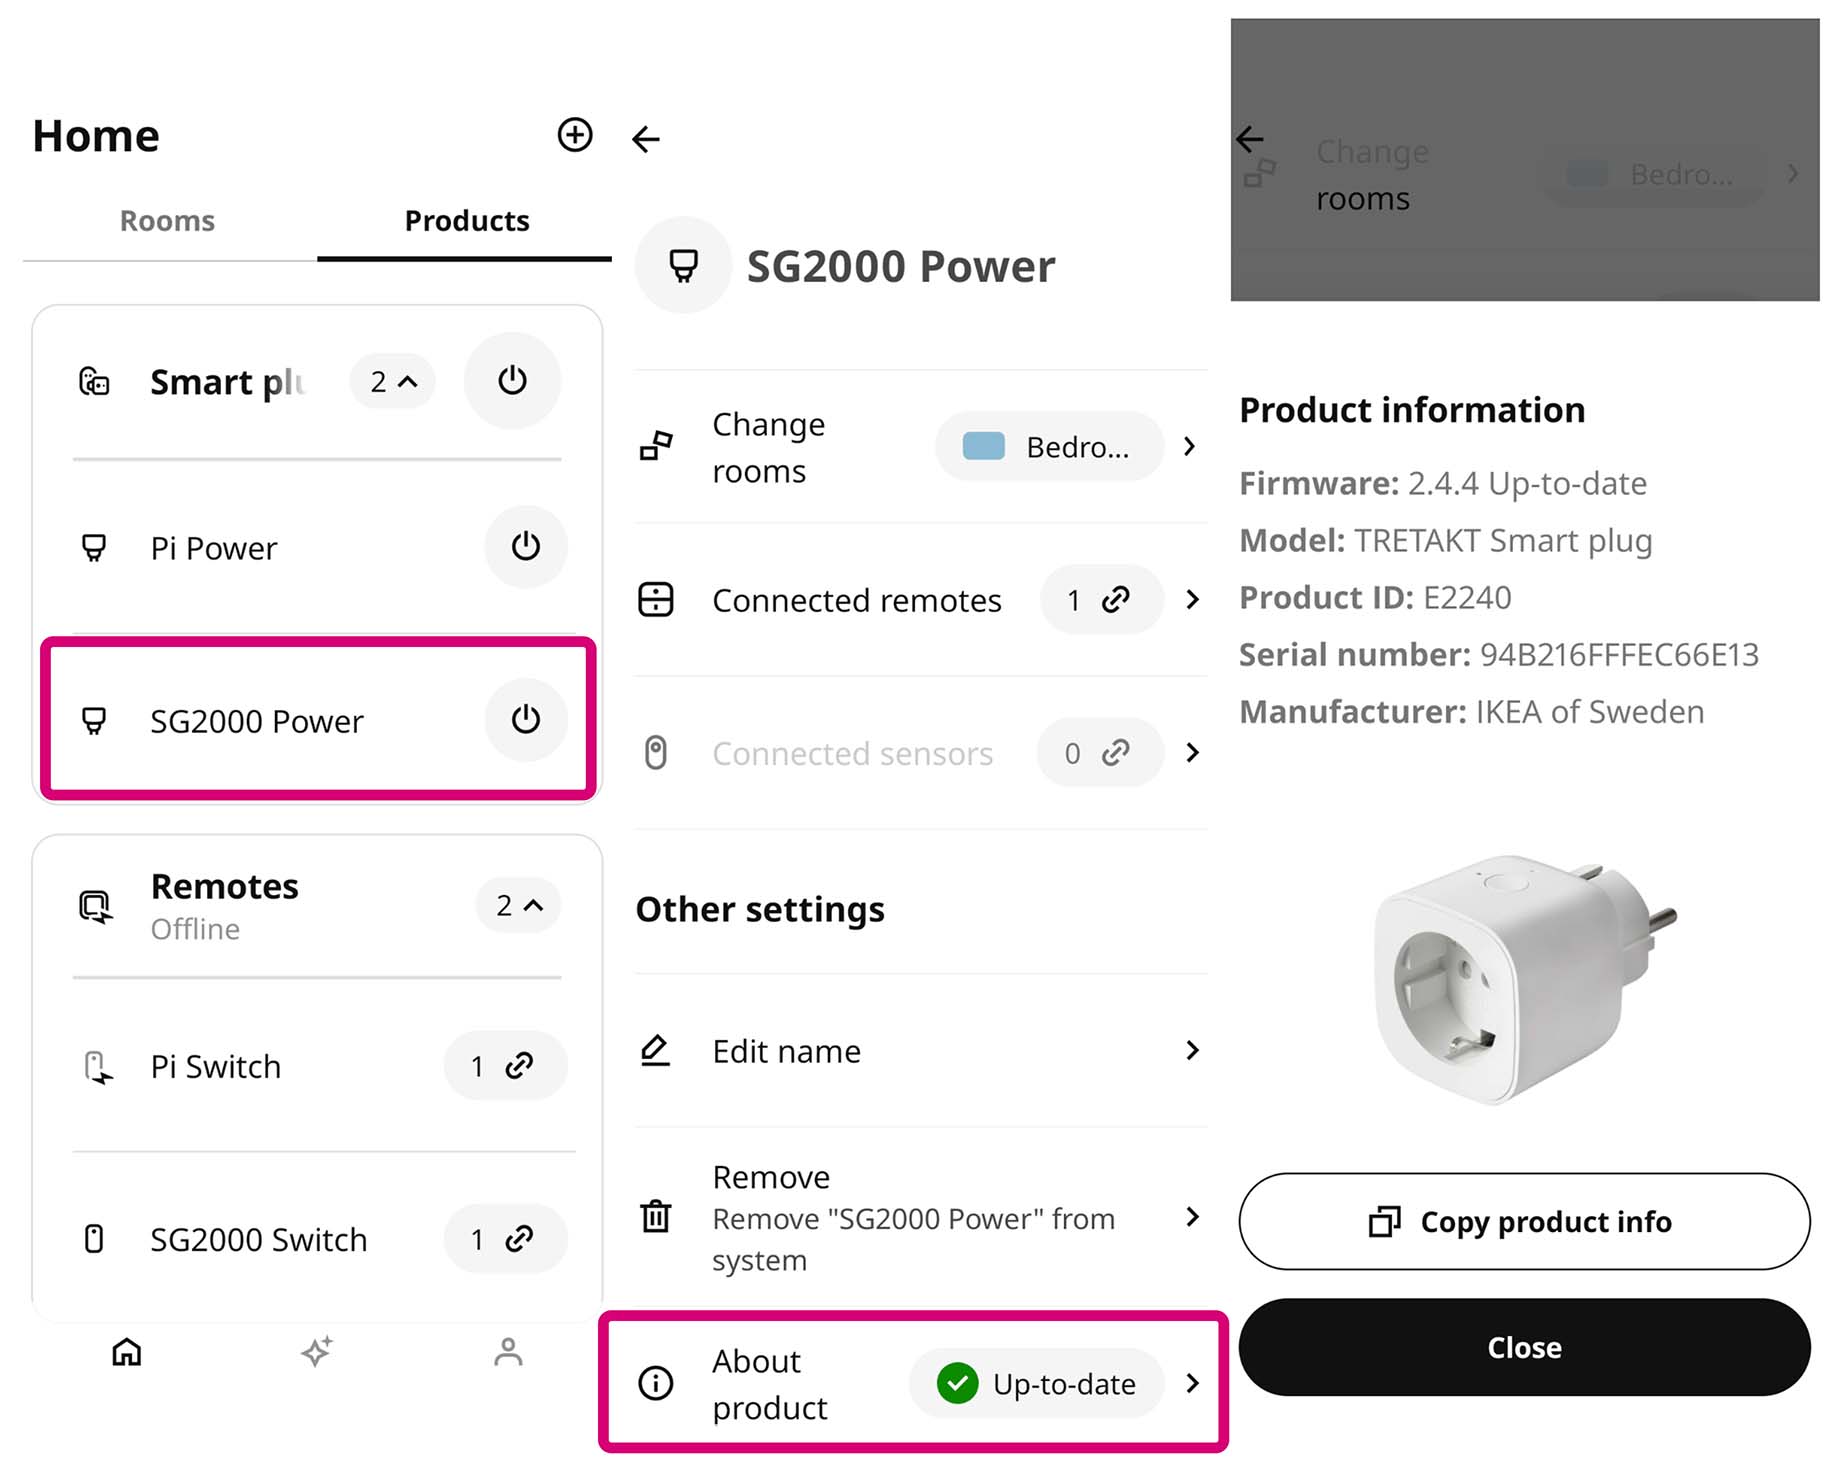 Home
Rooms
Products
Smart plu
2
Pi Power
SG2000 Power
Remotes
2
Offline
Pi Switch
1
SG2000 Switch
1
SG2000 Power
Change
rooms
Bedro...
Connected remotes
1
Connected sensors
0
Other settings
Edit name
Remove
Remove "SG2000 Power" from
system
About
product
Up-to-date
Change
rooms
Bedro...
Product information
Firmware: 2.4.4 Up-to-date
Model: TRETAKT Smart plug
Product ID: E2240
Serial number: 94B216FFFEC66E13
Manufacturer: IKEA of Sweden
Copy product info
Close